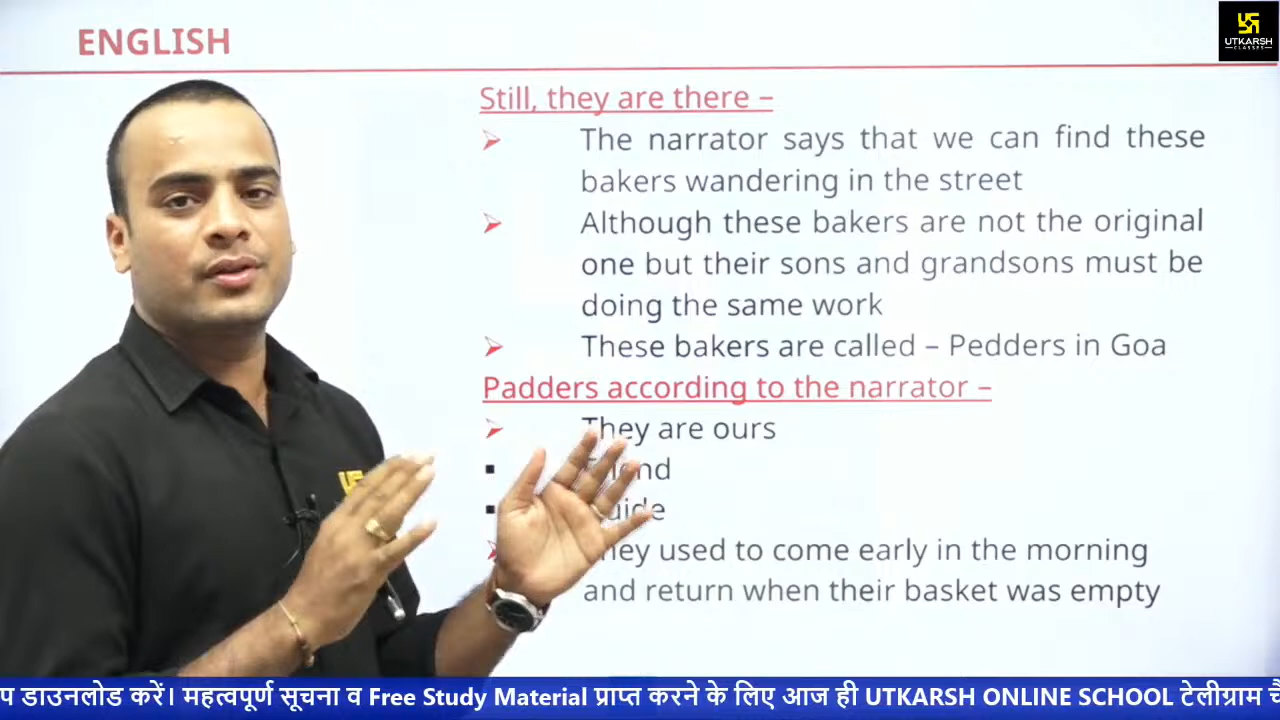 ENGLISH
UTKARSH
CLASSES
Still, they are there –
The narrator says that we can find these
bakers wandering in the street
Although these bakers are not the original
one but their sons and grandsons must be
doing the same work
These bakers are called – Pedders in Goa
Padders according to the narrator –
They are ours
They used to come early in the morning
and return when their basket was empty
डाउनलोड करें। महत्वपूर्ण सूचना व Free Study Material प्राप्त करने के लिए आज ही UTKARSH ONLINE SCHOOL टेलीग्राम